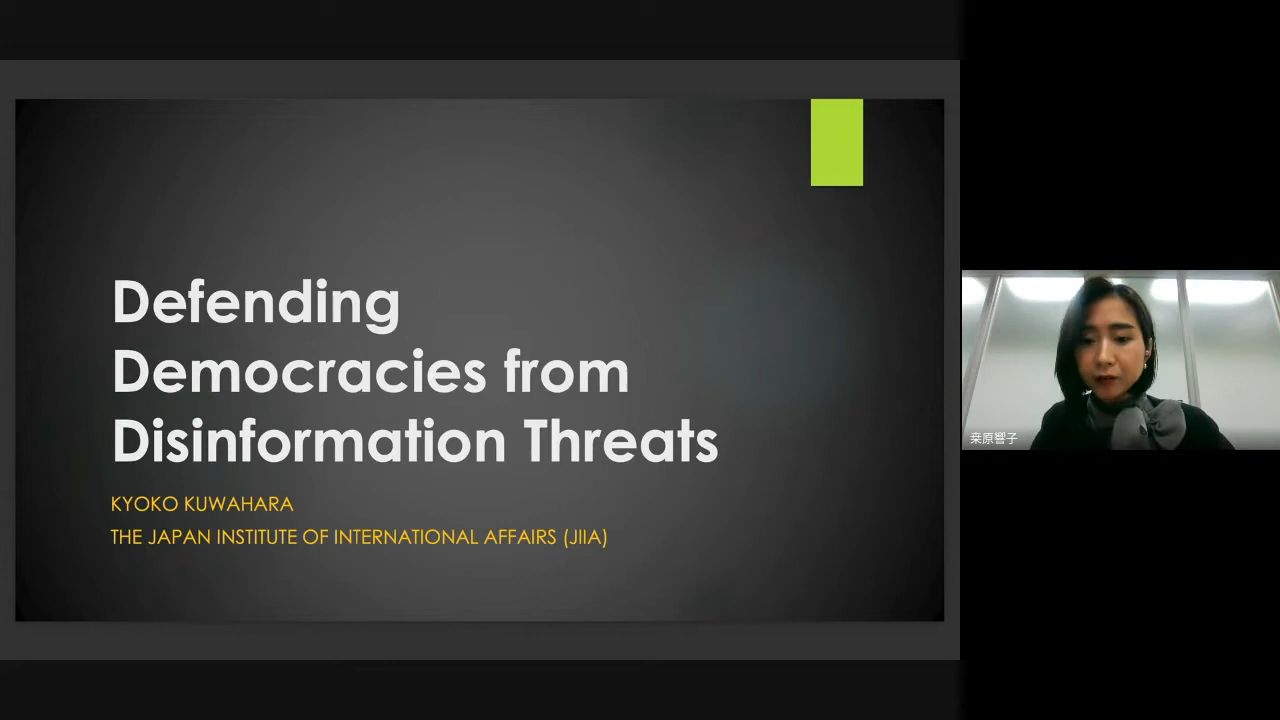 Defending
Democracies from
Disinformation Threats
KYOKO KUWAHARA
THE JAPAN INSTITUTE OF INTERNATIONAL AFFAIRS (JIIA)
桒原響子